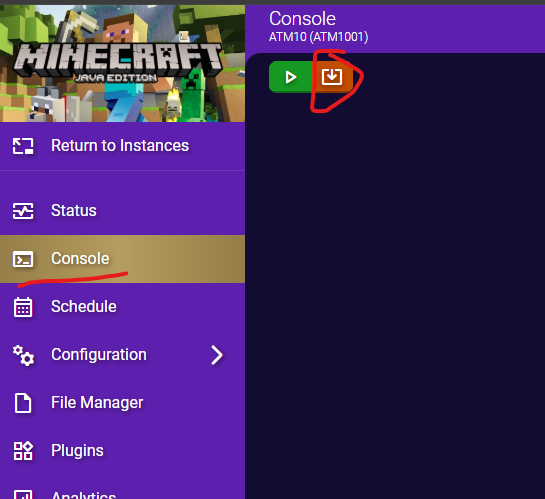 MINECRAFT
JAVA EDITION
Console
ATM10 (ATM1001)
Return to Instances
Status
Console
Schedule
Configuration
File Manager
Plugins
Analytics